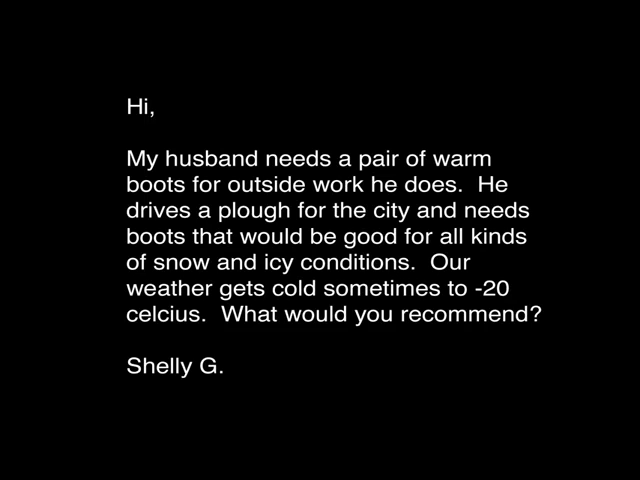 Hi,
My husband needs a pair of warm
boots for outside work he does.  He
drives a plough for the city and needs
boots that would be good for all kinds
of snow and icy conditions.  Our
weather gets cold sometimes to -20
celcius.  What would you recommend?
Shelly G.